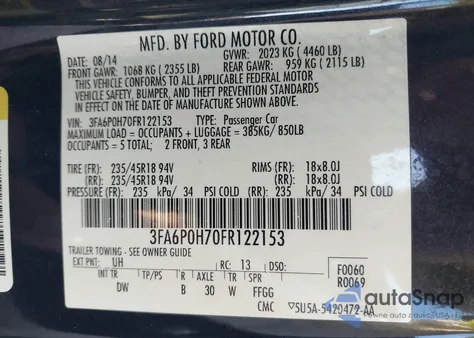 MFD. BY FORD MOTOR CO.
DATE: 08/14 GVWR: 2023 KG (4460 LB)
FRONT GAWR: 1068 KG (2355 LB) REAR GAWR: 959 KG (2115 LB)
THIS VEHICLE CONFORMS TO ALL APPLICABLE FEDERAL MOTOR
VEHICLE SAFETY, BUMPER, AND THEFT PREVENTION STANDARDS
IN EFFECT ON THE DATE OF MANUFACTURE SHOWN ABOVE.
VIN: 3FA6P0H70FR122153 TYPE: Passenger Car
MAXIMUM LOAD = OCCUPANTS + LUGGAGE = 385KG/850LB
OCCUPANTS = 5 TOTAL; 2 FRONT, 3 REAR
TIRE (FR): 235/45R18 94V RIMS (FR): 18x8.0J
(RR): 235/45R18 94V (RR): 18x8.0J
PRESSURE (FR): 235 kPa/ 34 PSI COLD (RR): 235 kPa/ 34 PSI COLD
3FA6P0H70FR122153
TRAILER TOWING - SEE OWNER GUIDE
EXT PNT: UH RC: 13 DSO: F0060
R0069
INT TR TP/PS R AXLE TR SPR
DW B 30 W FFGG
CMC 5U5A-5420472-AA
autoSnap
Pewne auto z aukcji w USA